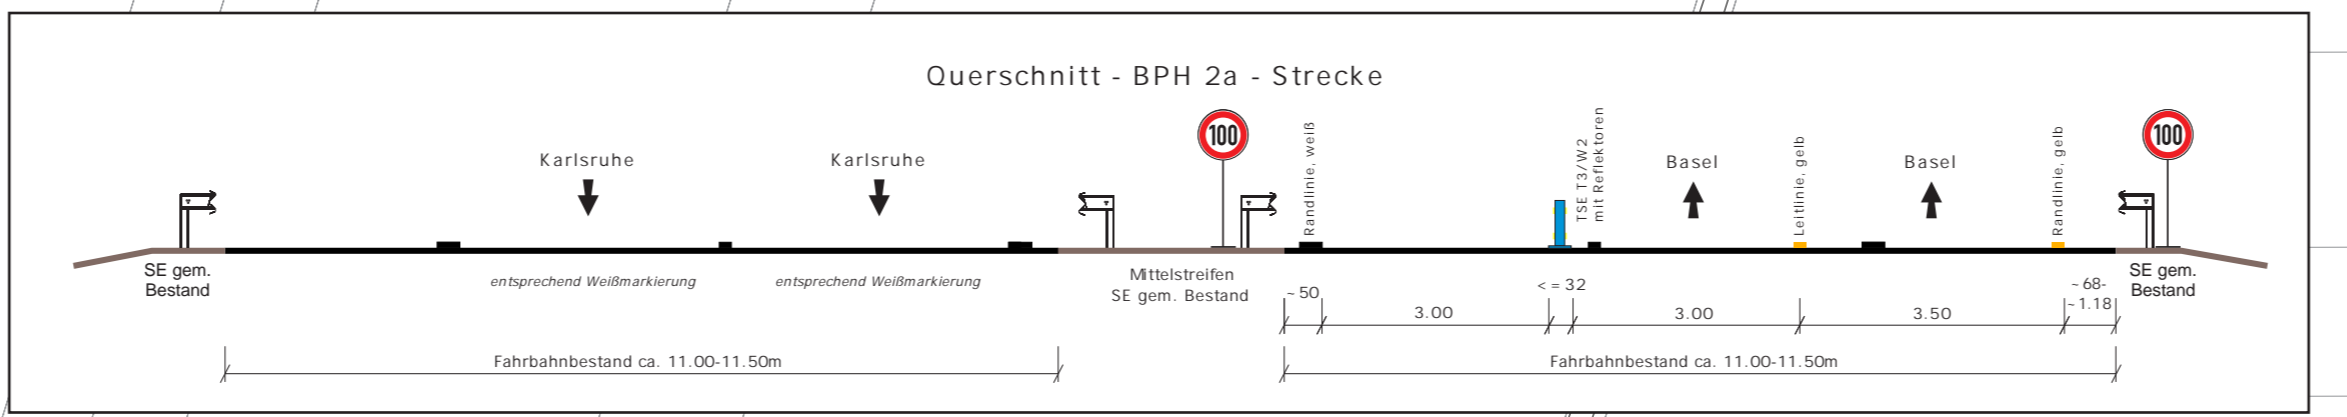 Querschnitt - BPH 2a - Strecke
100
100
Karlsruhe
Karlsruhe
Randlinie, weiß
TSE T3/W2
mit Reflektoren
Basel
Leitlinie, gelb
Basel
Randlinie, gelb
SE gem.
Bestand
entsprechend Weißmarkierung
entsprechend Weißmarkierung
Mittelstreifen
SE gem. Bestand
SE gem.
Bestand
~50
3.00
<=32
3.00
3.50
~68-
~1.18
Fahrbahnbestand ca. 11.00-11.50m
Fahrbahnbestand ca. 11.00-11.50m